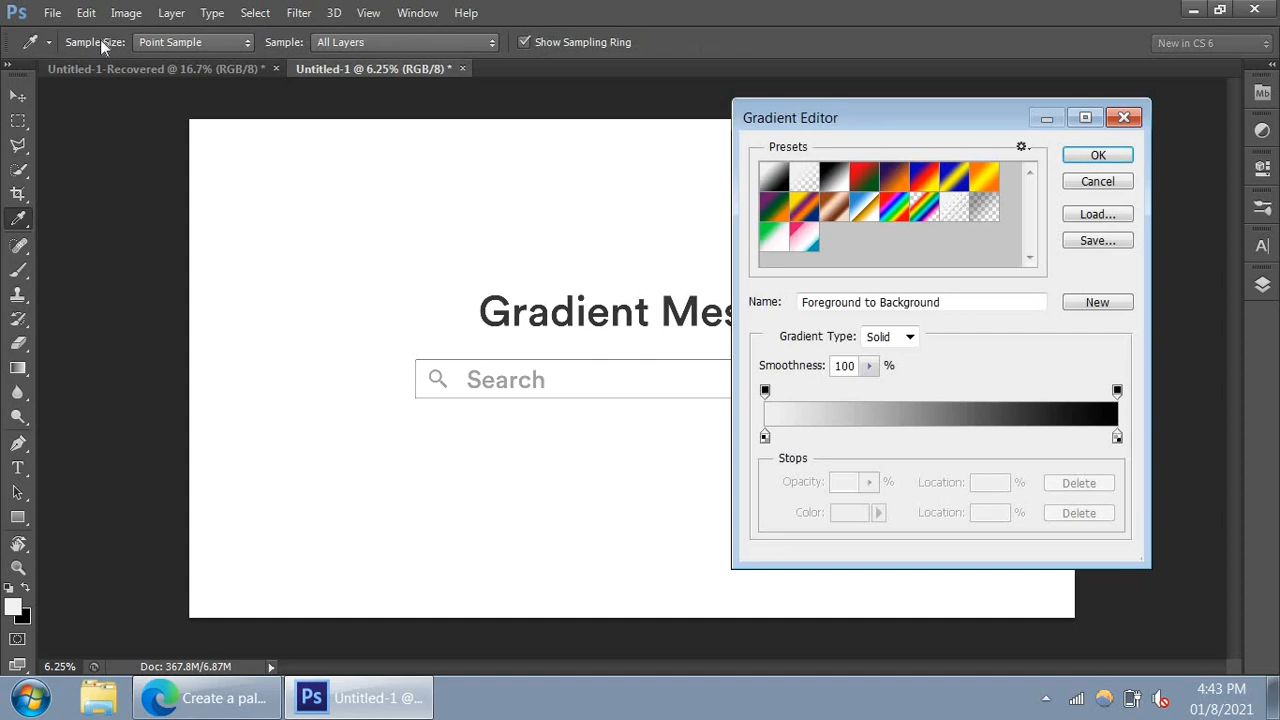 Ps File Edit Image Layer Type Select Filter 3D View Window Help
Sample Size: Point Sample Sample: All Layers Show Sampling Ring New in CS 6
Untitled-1-Recovered @ 16.7% (RGB/8) * × Untitled-1 @ 6.25% (RGB/8) * ×
Gradient Editor
Presets
OK
Cancel
Load...
Save...
Name: Foreground to Background New
Gradient Type: Solid
Smoothness: 100 %
Stops
Opacity: % Location: % Delete
Color: Location: % Delete
Gradient Mes
Search
Mb
A
T
6.25% Doc: 367.8M/6.87M
Create a pal... Ps Untitled-1 @...
4:43 PM
01/8/2021